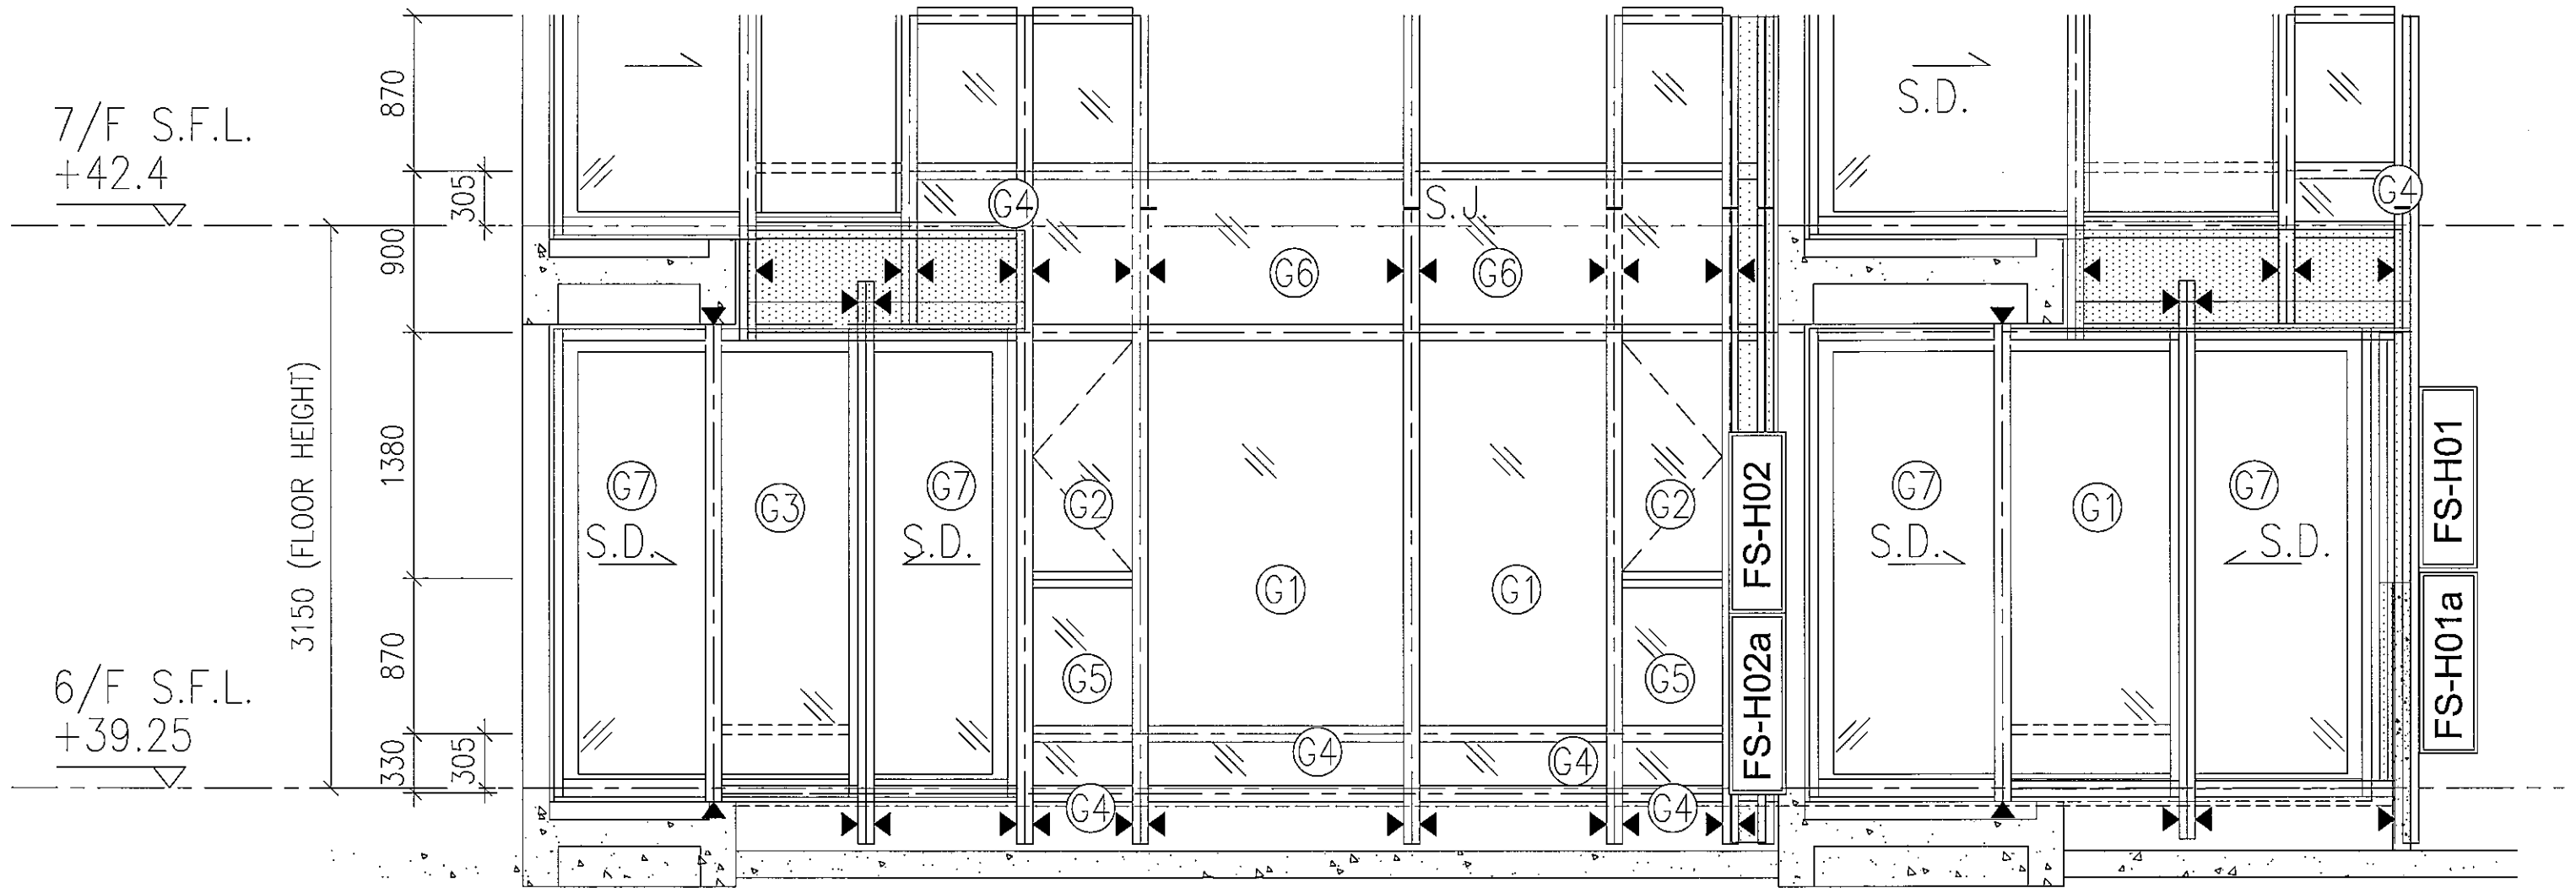 7/F S.F.L.
+42.4
6/F S.F.L.
+39.25
3150 (FLOOR HEIGHT)
870
900
1380
870
330
305
305
S.D.
G4
S.J.
G4
G6
G6
G7
S.D.
G3
G7
S.D.
G2
G2
G1
G1
G5
G5
G4
G4
G4
G4
FS-H02
FS-H02a
G7
S.D.
G1
G7
S.D.
FS-H01
FS-H01a